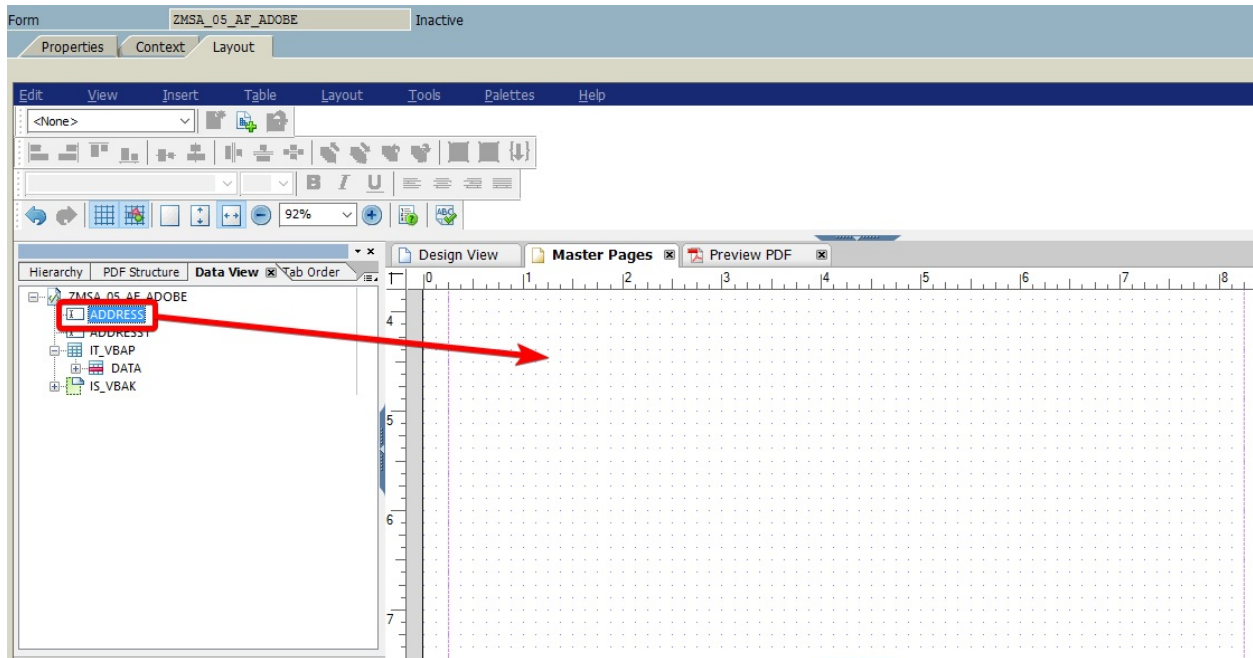 Form ZMSA_05_AF_ADOBE Inactive
Properties Context Layout
Edit View Insert Table Layout Tools Palettes Help
<None>
B I U
92% ABC
Design View Master Pages Preview PDF
Hierarchy PDF Structure Data View Tab Order
0 1 2 3 4 5 6 7 8
ZMSA_05_AF_ADOBE
ADDRESS
4
ADDRESS1
IT_VBAP
DATA
IS_VBAK
5
6
7